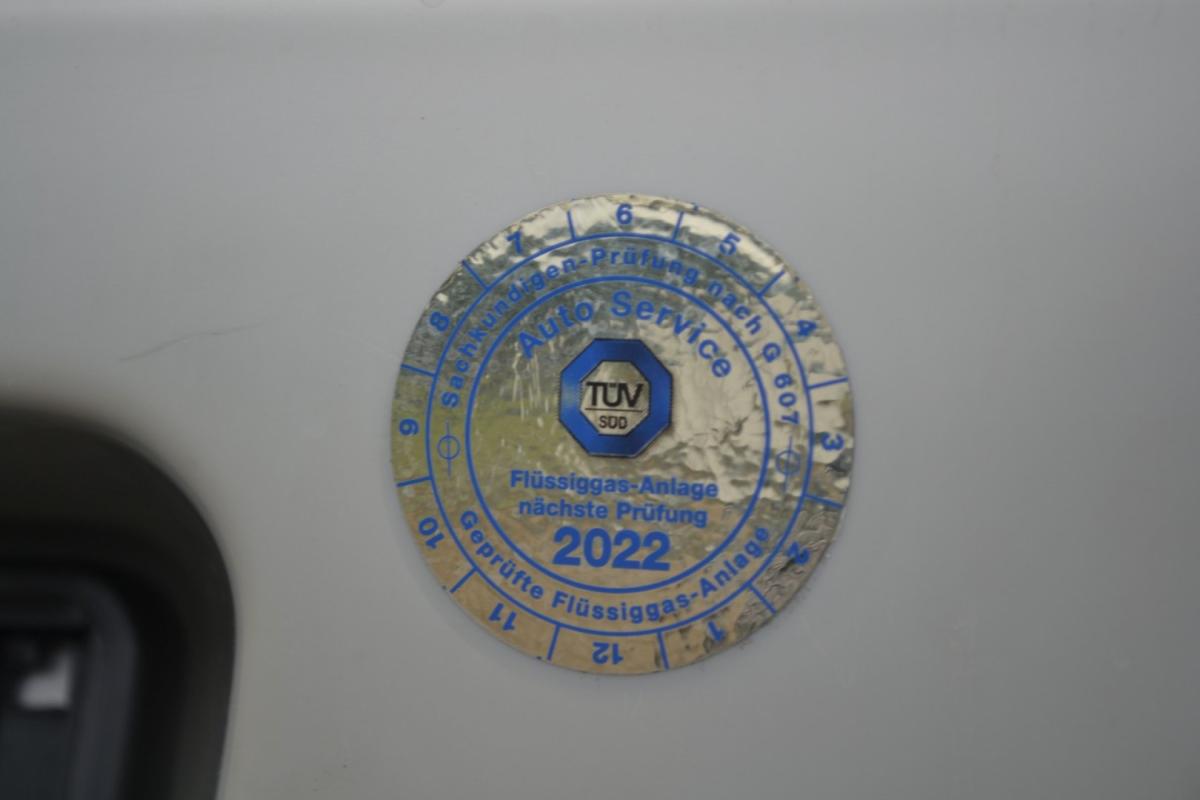 6
5
4
3
2
1
12
11
10
9
8
7
Sachkundigen-Prüfung nach G 607
Auto Service
TÜV
SÜD
Flüssiggas-Anlage
nächste Prüfung
2022
Geprüfte Flüssiggas-Anlage